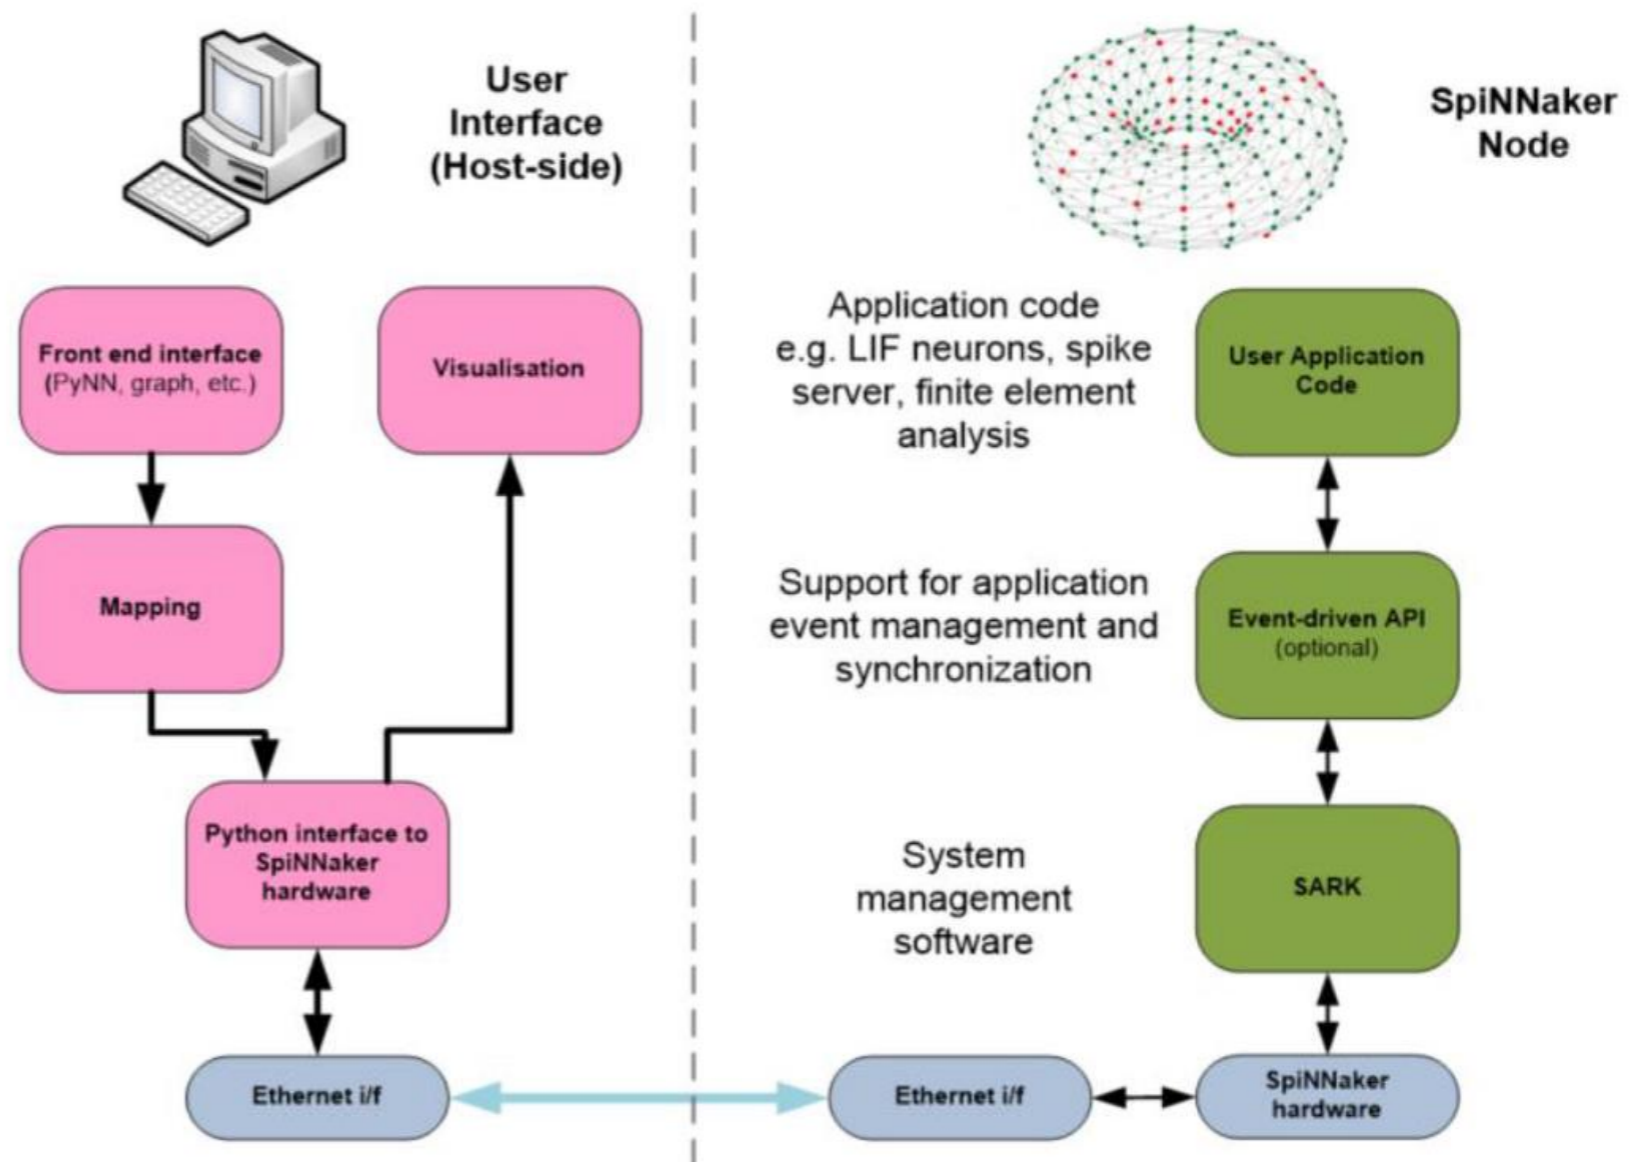 User
Interface
(Host-side)
SpiNNaker
Node
Front end interface
(PyNN, graph, etc.)
Visualisation
Mapping
Python interface to
SpiNNaker
hardware
Ethernet i/f
Application code
e.g. LIF neurons, spike
server, finite element
analysis
User Application
Code
Support for application
event management and
synchronization
Event-driven API
(optional)
System
management
software
SARK
Ethernet i/f
SpiNNaker
hardware